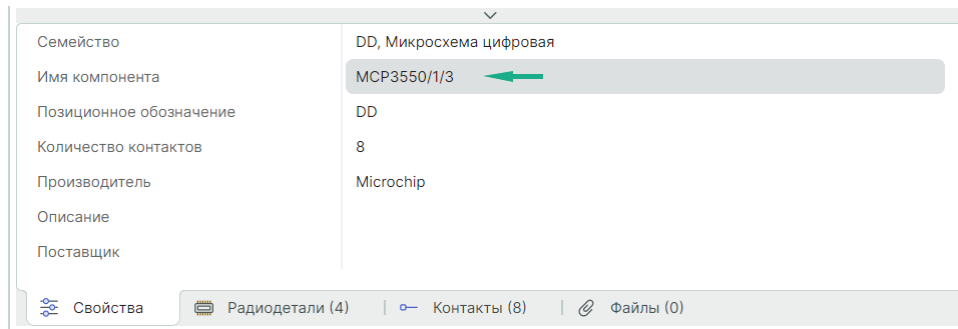 Семейство DD, Микросхема цифровая
Имя компонента MCP3550/1/3
Позиционное обозначение DD
Количество контактов 8
Производитель Microchip
Описание
Поставщик
Свойства Радиодетали (4) Контакты (8) Файлы (0)